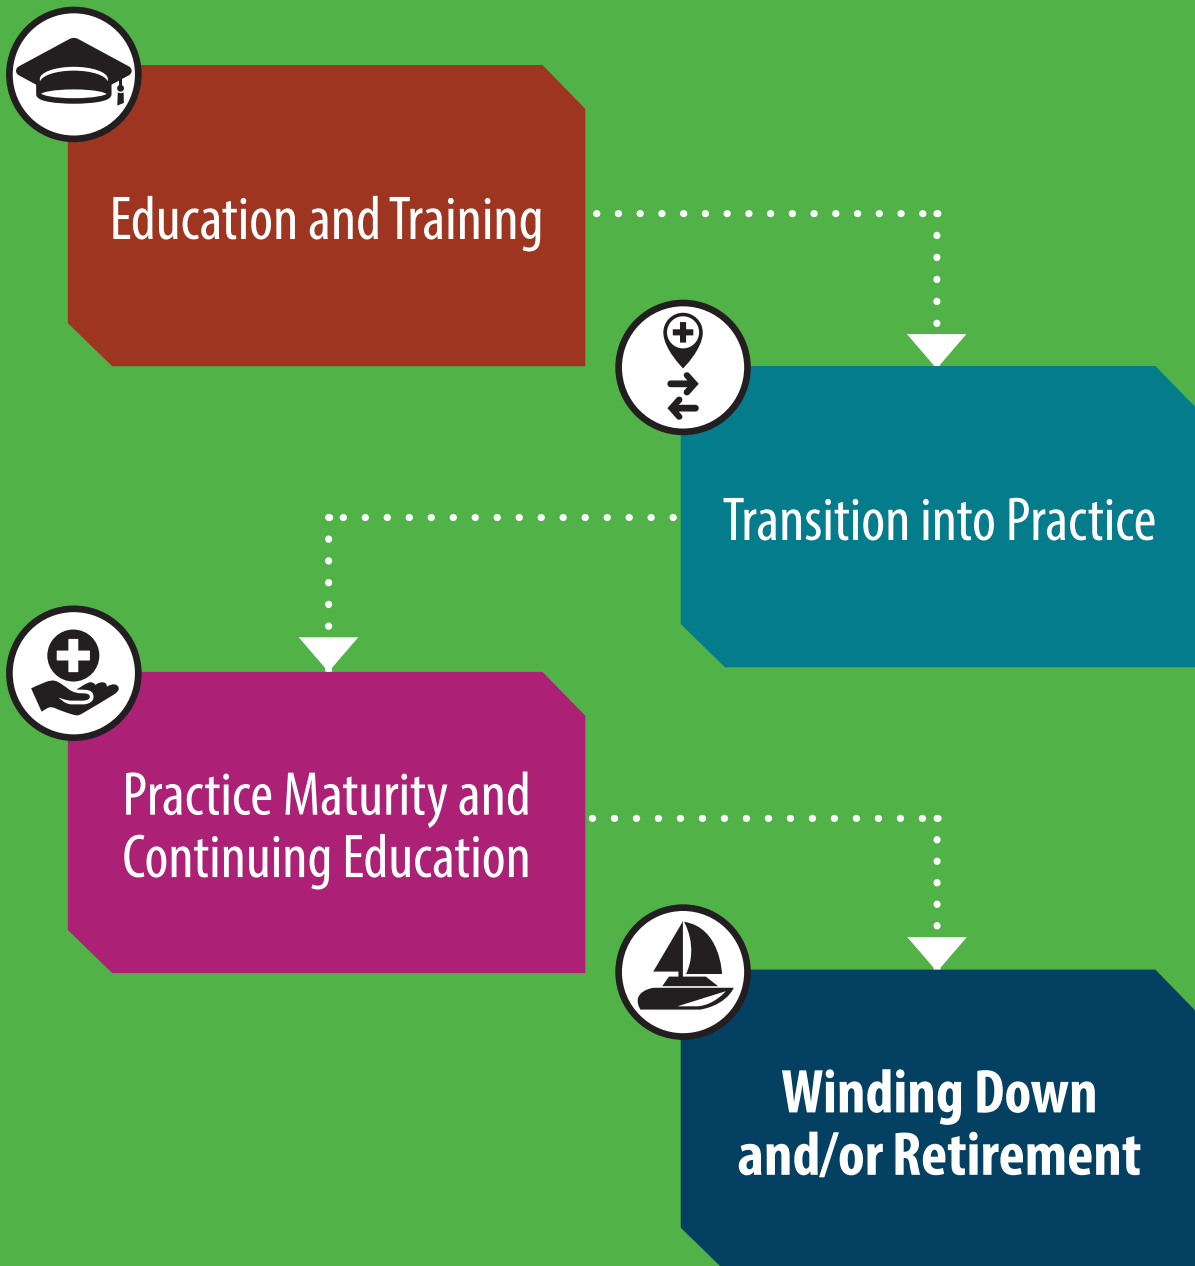 Education and Training
Transition into Practice
Practice Maturity and
Continuing Education
Winding Down
and/or Retirement